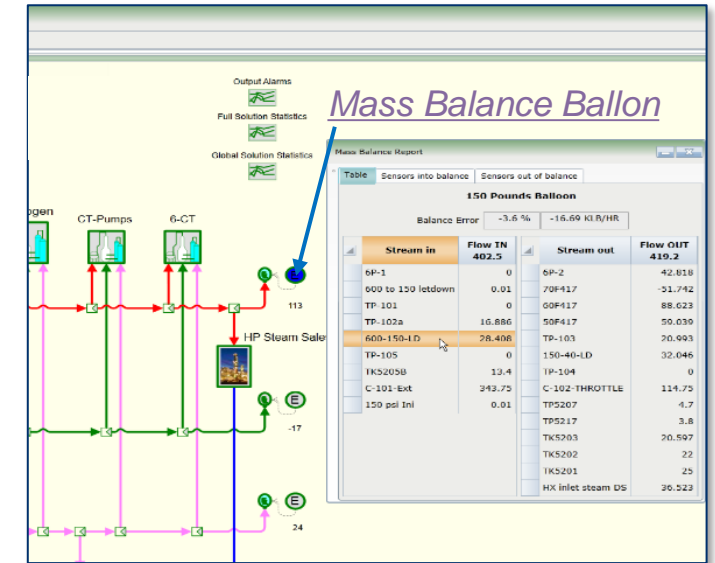 Output Alarms
Mass Balance Ballon
Full Solution Statistics
Global Solution Statistics
Mass Balance Report
Table Sensors into balance Sensors out of balance
150 Pounds Balloon
Balance Error -3.6 % -16.69 KLB/HR
Stream in Flow IN 402.5 Stream out Flow OUT 419.2
6P-1 0 6P-2 42.818
600 to 150 letdown 0.01 70F417 -51.742
TP-101 0 60F417 88.623
TP-102a 16.886 50F417 59.039
600-150-LD 28.408 TP-103 20.993
TP-105 0 150-40-LD 32.046
TK5205B 13.4 TP-104 0
C-101-Ext 343.75 C-102-THROTTLE 114.75
150 psi Ini 0.01 TP5207 4.7
TP5217 3.8
TK5203 20.597
TK5202 22
TK5201 25
HX inlet steam DS 36.523
ogen CT-Pumps 6-CT
113
HP Steam Sale
E
-17
E
24